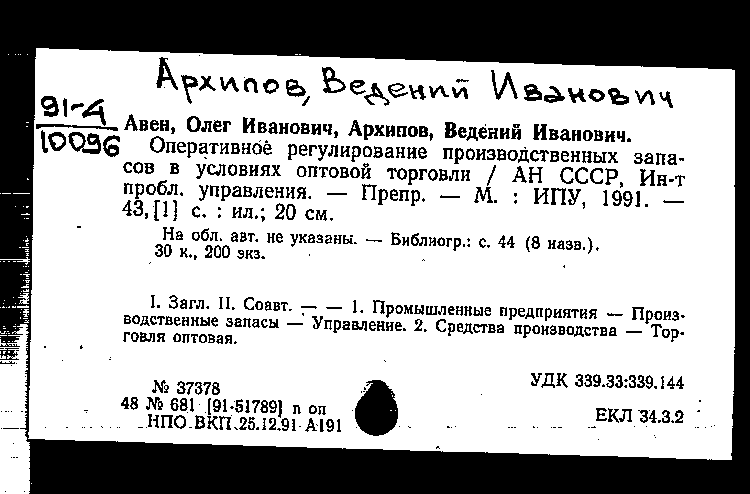 Архипов, Ведений Иванович
91-4
10096
Авен, Олег Иванович, Архипов, Ведений Иванович.
Оперативное регулирование производственных запа-
сов в условиях оптовой торговли / АН СССР, Ин-т
пробл. управления. — Препр. — М. : ИПУ, 1991. —
43,[1] с. : ил.; 20 см.
На обл. авт. не указаны. — Библиогр.: с. 44 (8 назв.).
30 к., 200 экз.
I. Загл. II. Соавт. — — 1. Промышленные предприятия — Произ-
водственные запасы — Управление. 2. Средства производства — Тор-
говля оптовая.
УДК 339.33:339.144
№ 37378
48 № 681 [91-51789] п оп
НПО ВКП 25.12.91 А191
ЕКЛ 34.3.2